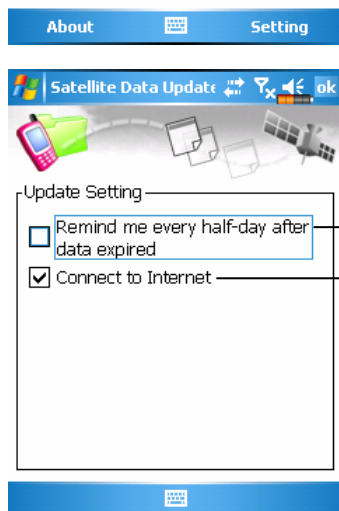 About Setting
Satellite Data Update ok
Update Setting
Remind me every half-day after
data expired
Connect to Internet